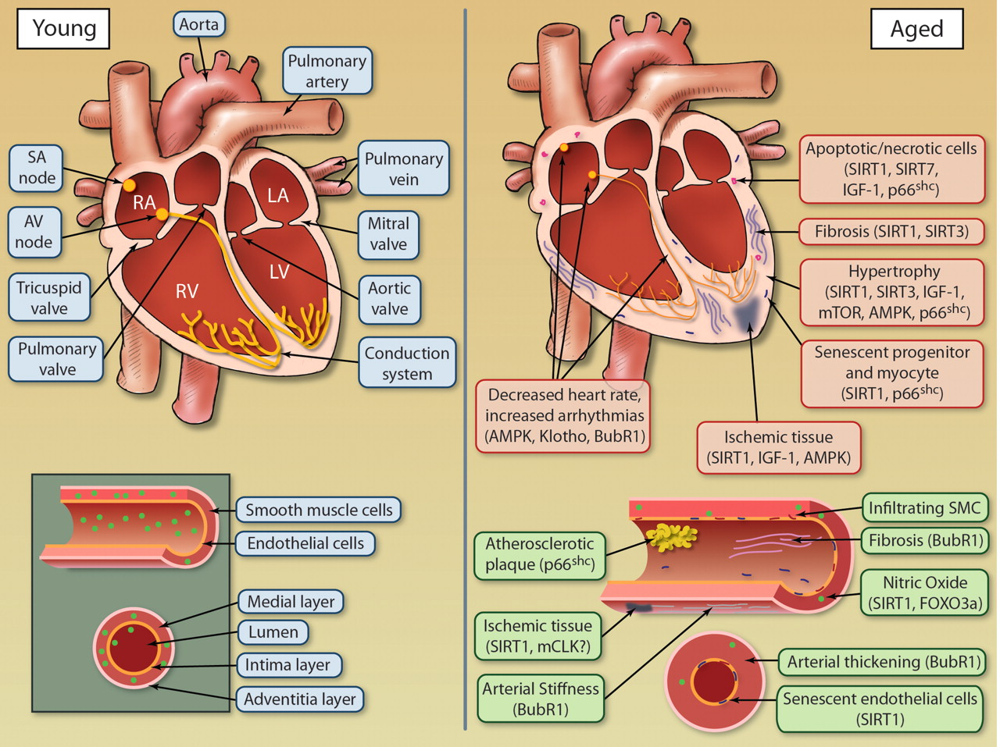 Young
Aorta
Pulmonary
artery
SA
node
AV
node
Tricuspid
valve
Pulmonary
valve
Pulmonary
vein
Mitral
valve
Aortic
valve
Conduction
system
RA
LA
RV
LV
Smooth muscle cells
Endothelial cells
Medial layer
Lumen
Intima layer
Adventitia layer
Aged
Apoptotic/necrotic cells
(SIRT1, SIRT7,
IGF-1, p66shc)
Fibrosis (SIRT1, SIRT3)
Hypertrophy
(SIRT1, SIRT3, IGF-1,
mTOR, AMPK, p66shc)
Senescent progenitor
and myocyte
(SIRT1, p66shc)
Decreased heart rate,
increased arrhythmias
(AMPK, Klotho, BubR1)
Ischemic tissue
(SIRT1, IGF-1, AMPK)
Atherosclerotic
plaque (p66shc)
Ischemic tissue
(SIRT1, mCLK?)
Arterial Stiffness
(BubR1)
Infiltrating SMC
Fibrosis (BubR1)
Nitric Oxide
(SIRT1, FOXO3a)
Arterial thickening (BubR1)
Senescent endothelial cells
(SIRT1)